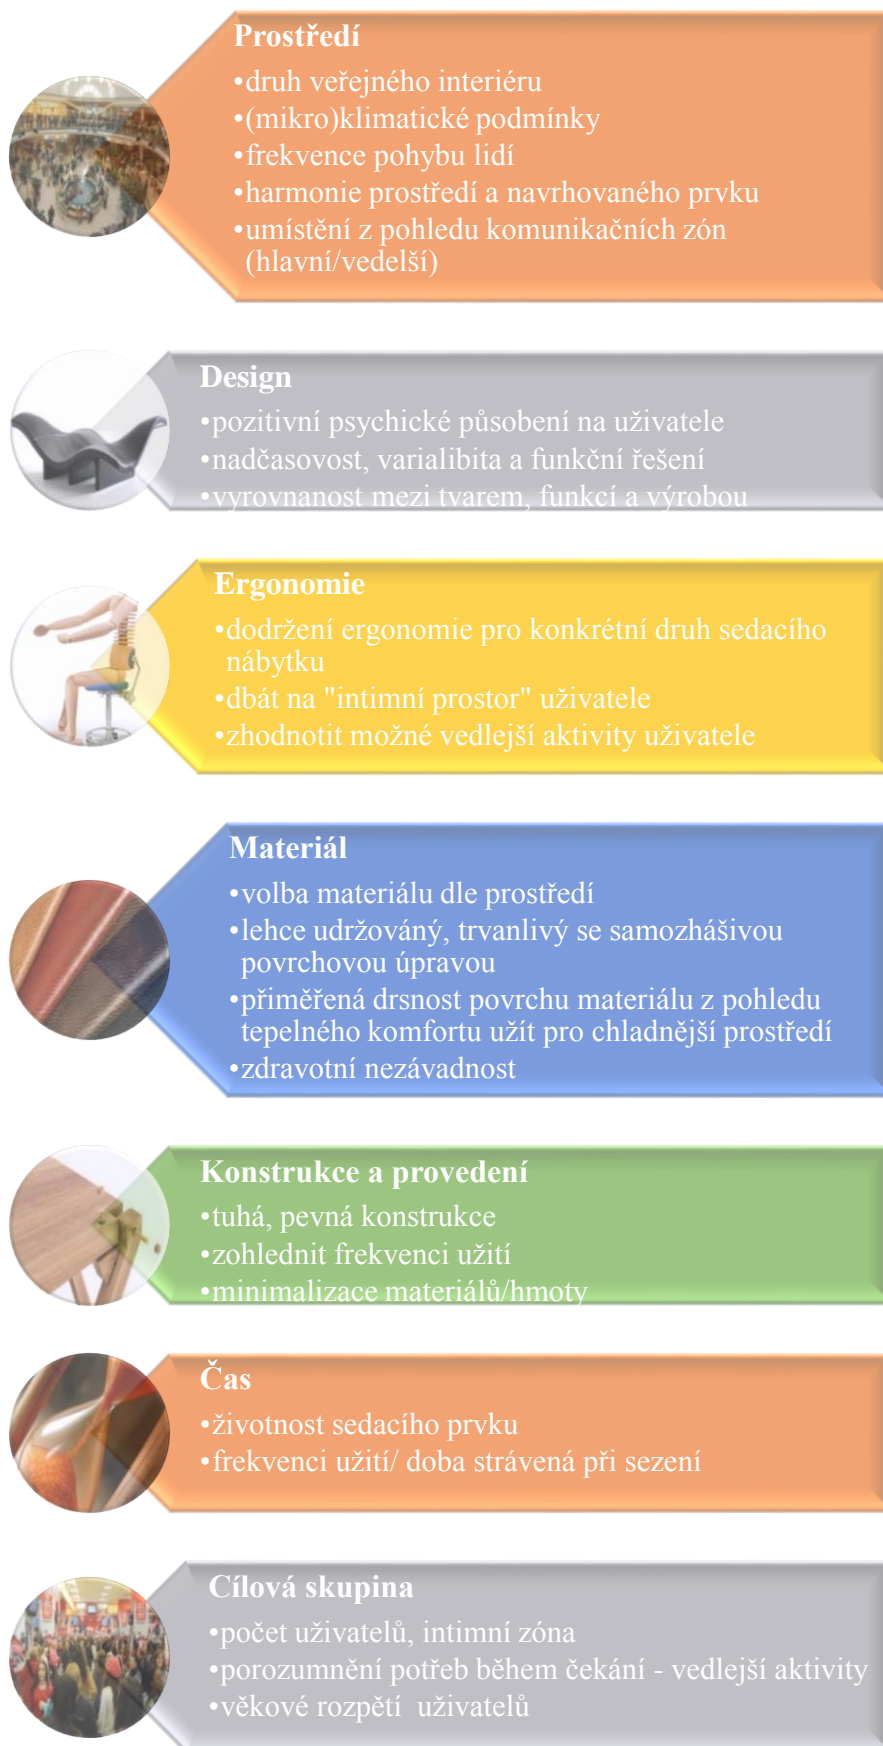 Prostředí
•druh veřejného interiéru
•(mikro)klimatické podmínky
•frekvence pohybu lidí
•harmonie prostředí a navrhovaného prvku
•umístění z pohledu komunikačních zón
(hlavní/vedelší)
Design
•pozitivní psychické působení na uživatele
•nadčasovost, varialibita a funkční řešení
•vyrovnanost mezi tvarem, funkcí a výrobou
Ergonomie
•dodržení ergonomie pro konkrétní druh sedacího
nábytku
•dbát na "intimní prostor" uživatele
•zhodnotit možné vedlejší aktivity uživatele
Materiál
•volba materiálu dle prostředí
•lehce udržováný, trvanlivý se samozhášivou
povrchovou úpravou
•přiměřená drsnost povrchu materiálu z pohledu
tepelného komfortu užít pro chladnější prostředí
•zdravotní nezávadnost
Konstrukce a provedení
•tuhá, pevná konstrukce
•zohlednit frekvenci užití
•minimalizace materiálů/hmoty
Čas
•životnost sedacího prvku
•frekvenci užití/ doba strávená při sezení
Cílová skupina
•počet uživatelů, intimní zóna
•porozumnění potřeb během čekání - vedlejší aktivity
•věkové rozpětí  uživatelů